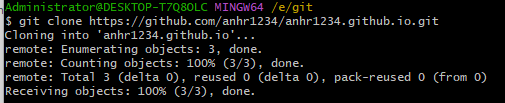 Administrator@DESKTOP-T7Q8OLC MINGW64 /e/git
$ git clone https://github.com/anhr1234/anhr1234.github.io.git
Cloning into 'anhr1234.github.io'...
remote: Enumerating objects: 3, done.
remote: Counting objects: 100% (3/3), done.
remote: Total 3 (delta 0), reused 0 (delta 0), pack-reused 0 (from 0)
Receiving objects: 100% (3/3), done.